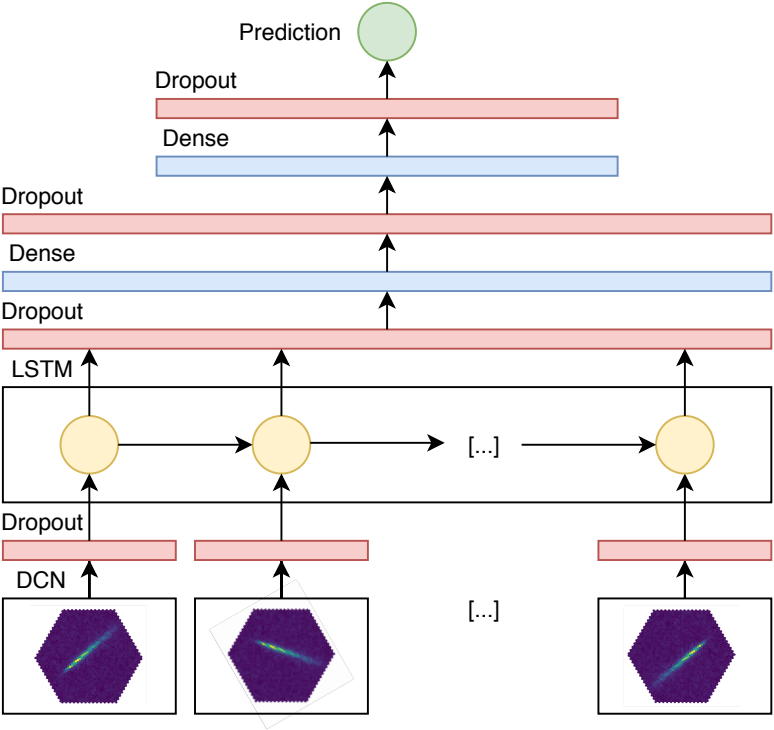 Prediction
Dropout
Dense
Dropout
Dense
Dropout
LSTM
[...]
Dropout
DCN
[...]